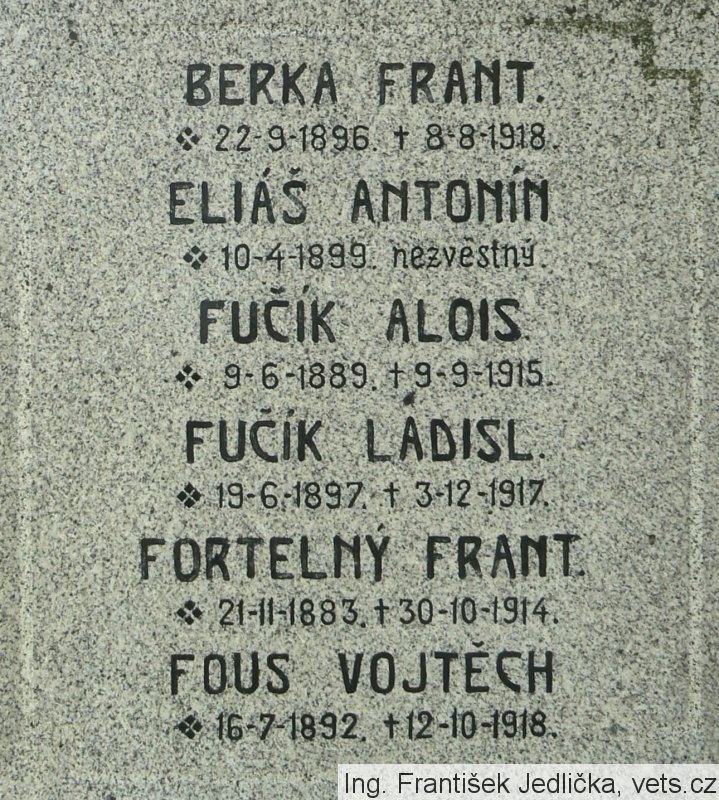 BERKA FRANT.
❖ 22-9-1896. † 8-8-1918.
ELIÁŠ ANTONÍN
❖ 10-4-1899. nezvěstný.
FUČÍK ALOIS.
❖ 9-6-1889. † 9-9-1915.
FUČÍK LADISL.
❖ 19-6-1897. † 3-12-1917.
FORTELNÝ FRANT.
❖ 21-11-1883. † 30-10-1914.
FOUS VOJTĚCH
❖ 16-7-1892. † 12-10-1918.
Ing. František Jedlička, vets.cz